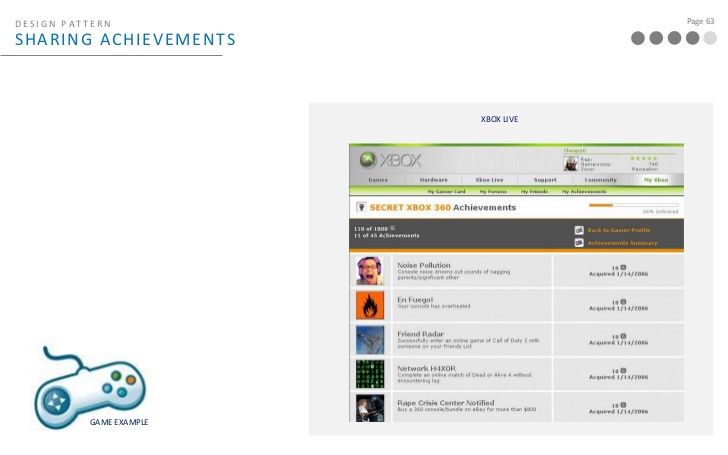 DESIGN PATTERN
SHARING ACHIEVEMENTS
Page 63
XBOX LIVE
XBOX
cheapyd
Rep:
Gamerscore: 740
Zone: Recreation
Games Hardware Xbox Live Support Community My Xbox
My Gamer Card My Forums My Friends My Achievements
SECRET XBOX 360 Achievements
24% Unlocked
110 of 1000
11 of 45 Achievements
Back to Gamer Profile
Achievements Summary
Noise Pollution
Console noise drowns out sounds of nagging
parents/significant other
10
Acquired 1/14/2006
En Fuego!
Your console has overheated
10
Acquired 1/14/2006
Friend Radar
Successfully enter an online game of Call of Duty 2 with
someone on your Friends List
10
Acquired 1/14/2006
Network H4X0R
Complete an online match of Dead or Alive 4 without
encountering lag
10
Acquired 1/14/2006
Rape Crisis Center Notified
Buy a 360 console/bundle on eBay for more than $800
10
Acquired 1/14/2006
GAME EXAMPLE